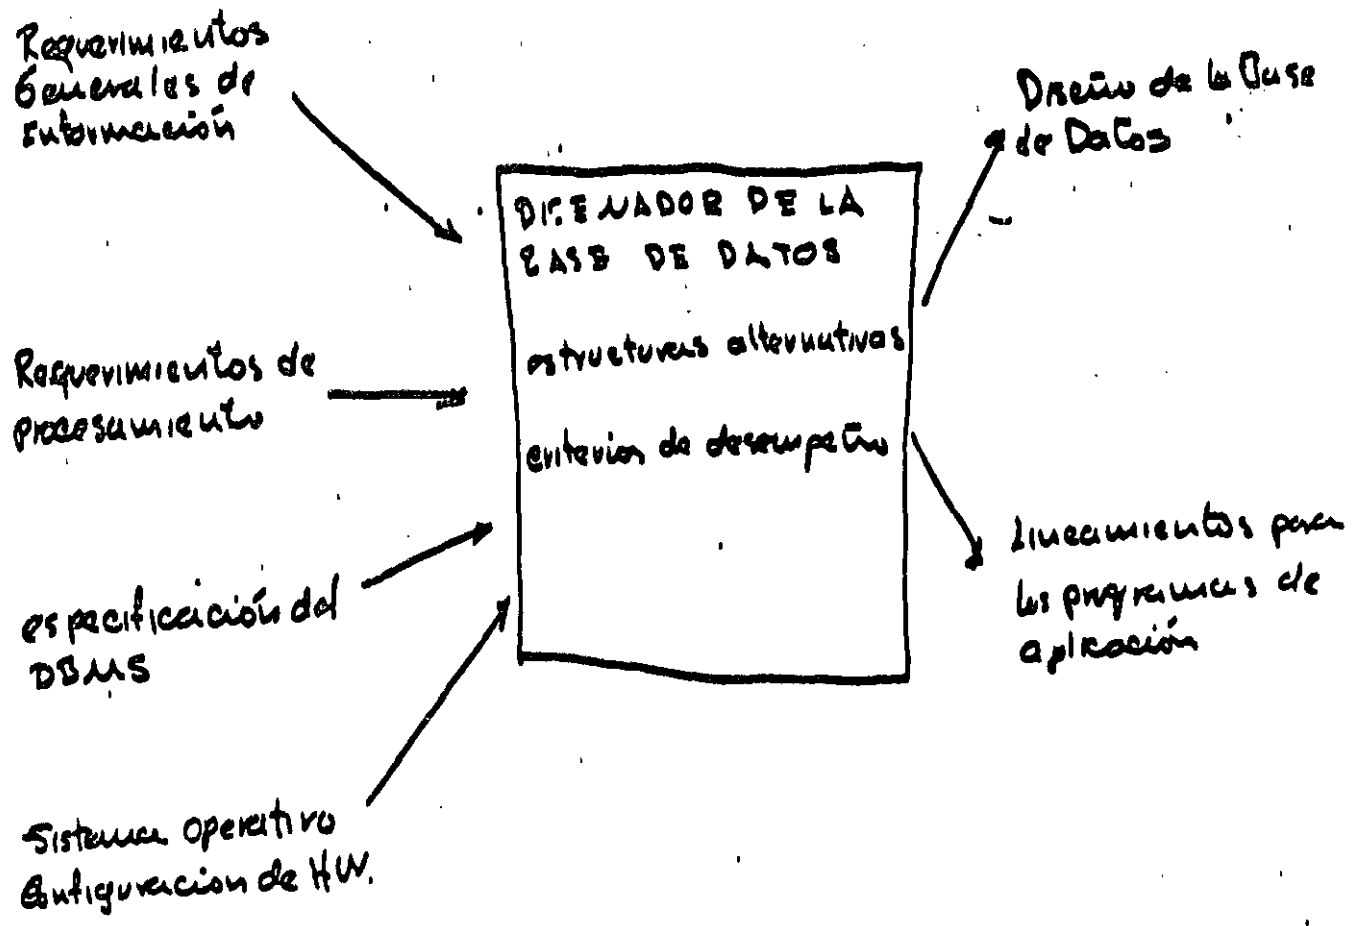 Requerimientos
Generales de
Información
Diseño de la Base
de Datos
DISEÑADOR DE LA
BASE DE DATOS
estructuras alternativas
criterios de desempeño
Requerimientos de
procesamiento
especificación del
DBMS
Lineamientos para
los programas de
aplicación
Sistema Operativo
Configuracion de HW.